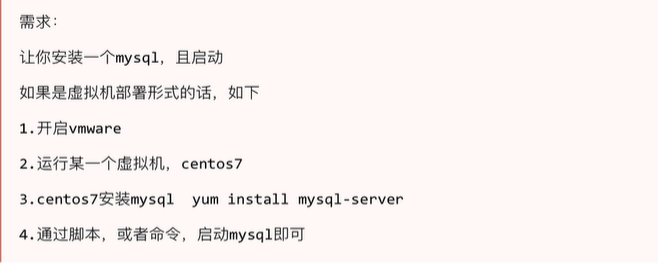 需求：
让你安装一个mysql，且启动
如果是虚拟机部署形式的话，如下
1.开启vmware
2.运行某一个虚拟机，centos7
3.centos7安装mysql  yum install mysql-server
4.通过脚本，或者命令，启动mysql即可